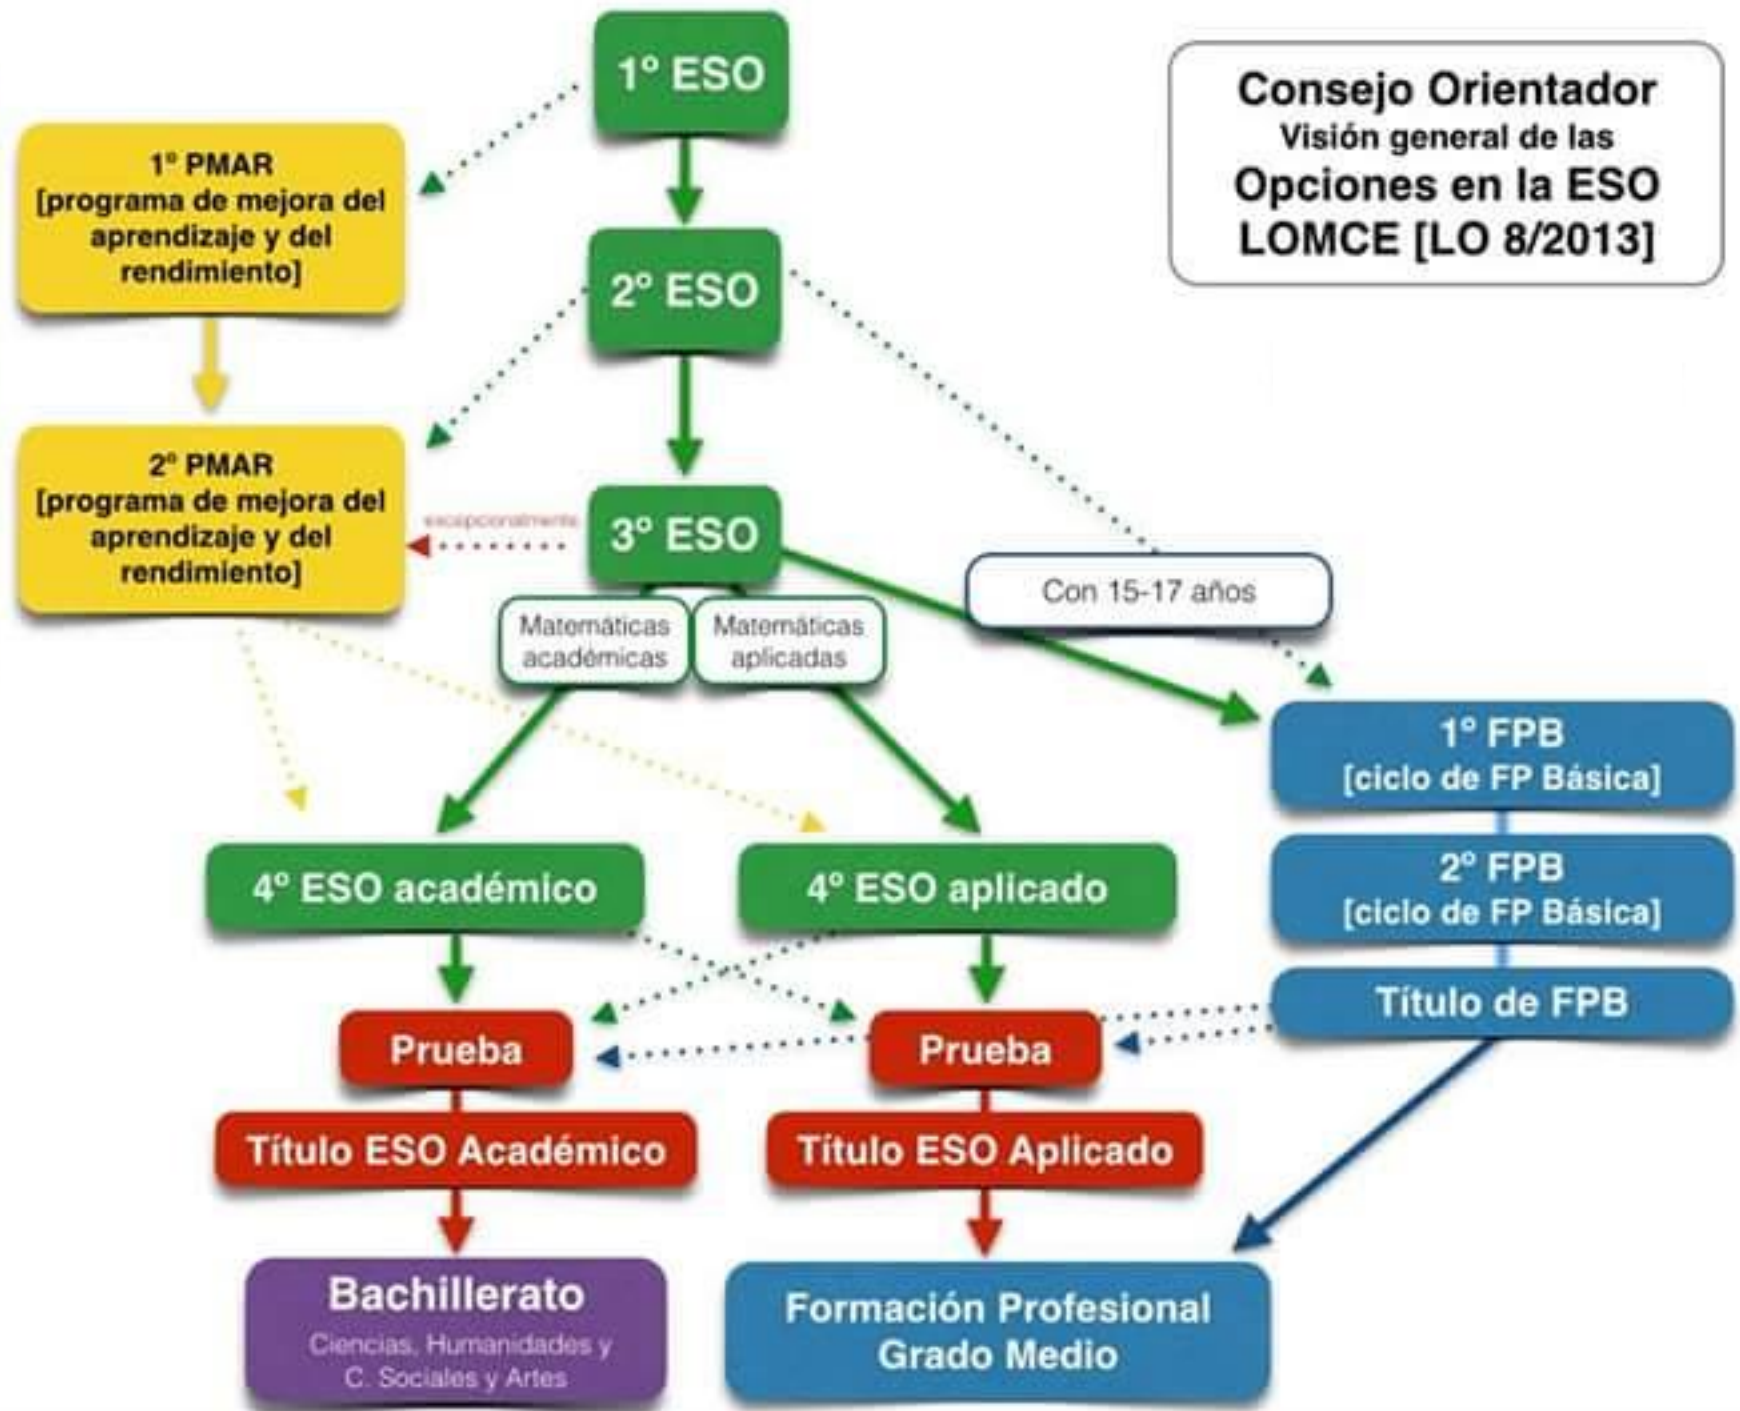 1º ESO
Consejo Orientador
Visión general de las
Opciones en la ESO
LOMCE [LO 8/2013]
1º PMAR
[programa de mejora del
aprendizaje y del
rendimiento]
2º ESO
2º PMAR
[programa de mejora del
aprendizaje y del
rendimiento]
excepcionalmente
3º ESO
Con 15-17 años
Matemáticas
académicas
Matemáticas
aplicadas
1º FPB
[ciclo de FP Básica]
4º ESO académico
4º ESO aplicado
2º FPB
[ciclo de FP Básica]
Título de FPB
Prueba
Prueba
Título ESO Académico
Título ESO Aplicado
Bachillerato
Ciencias, Humanidades y
C. Sociales y Artes
Formación Profesional
Grado Medio